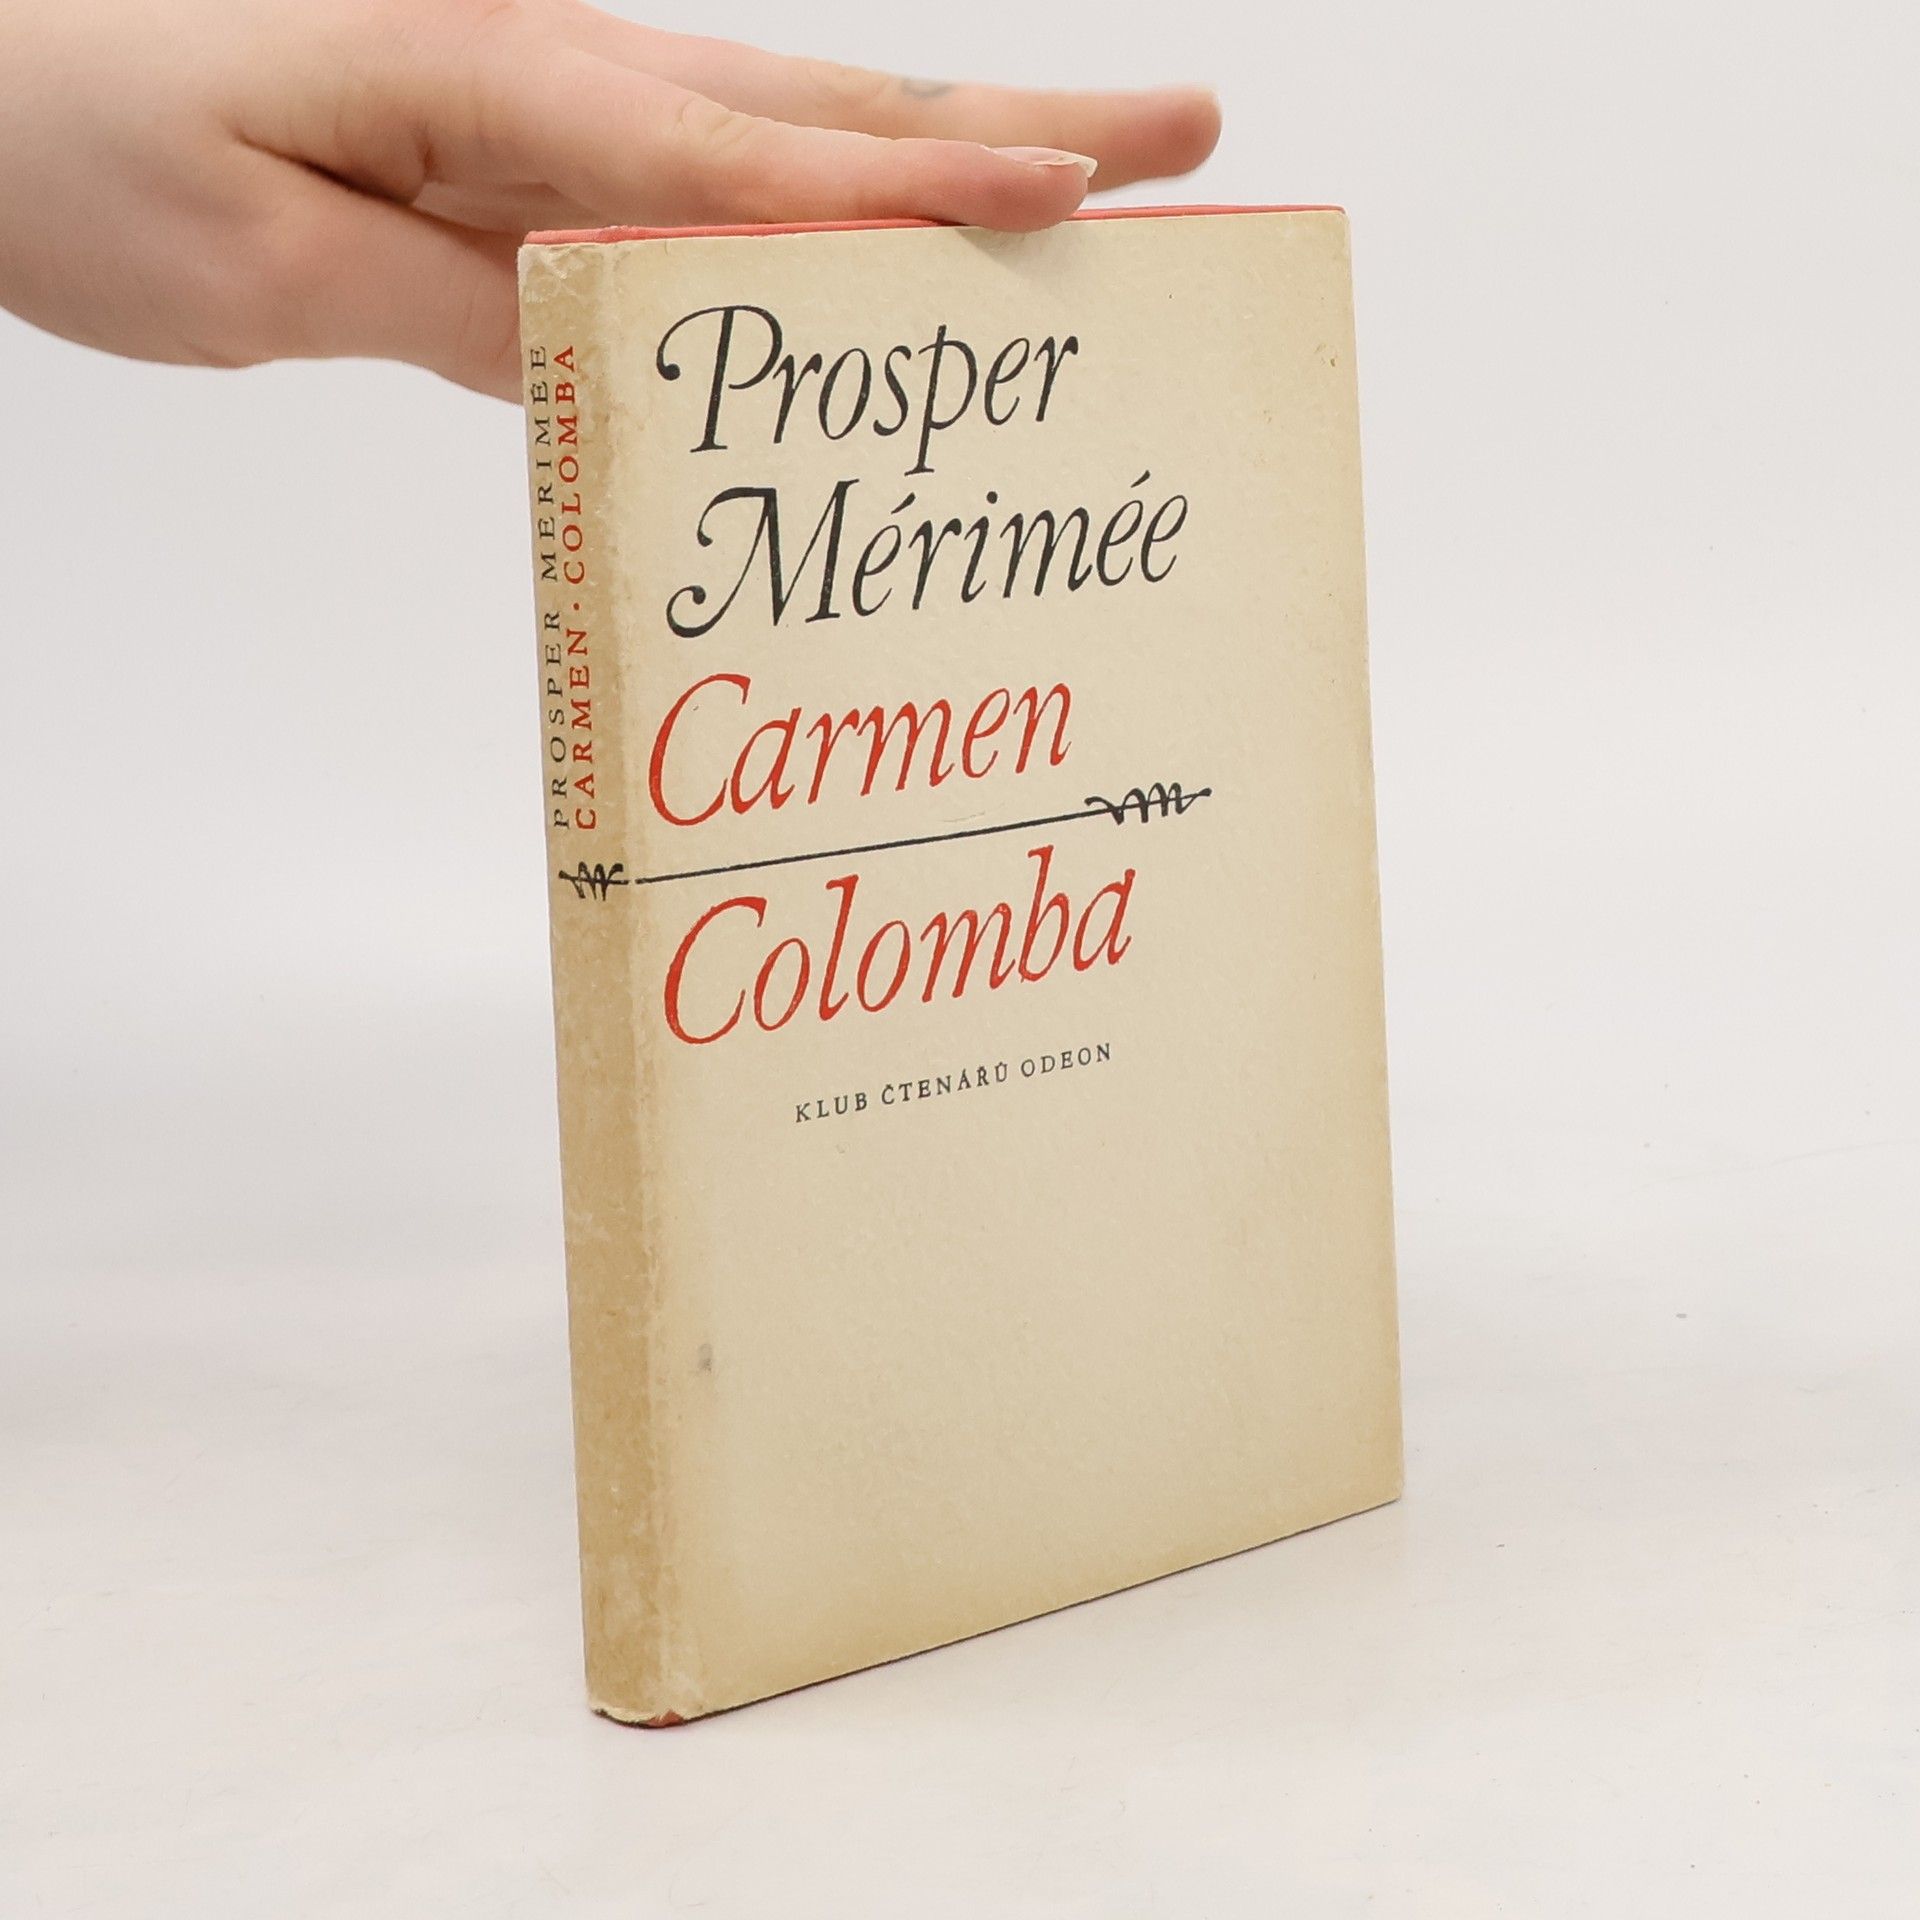 Prosper
Mérimée
Carmen
Colomba
KLUB ČTENÁŘŮ ODEON
PROSPER MÉRIMÉE
CARMEN · COLOMBA